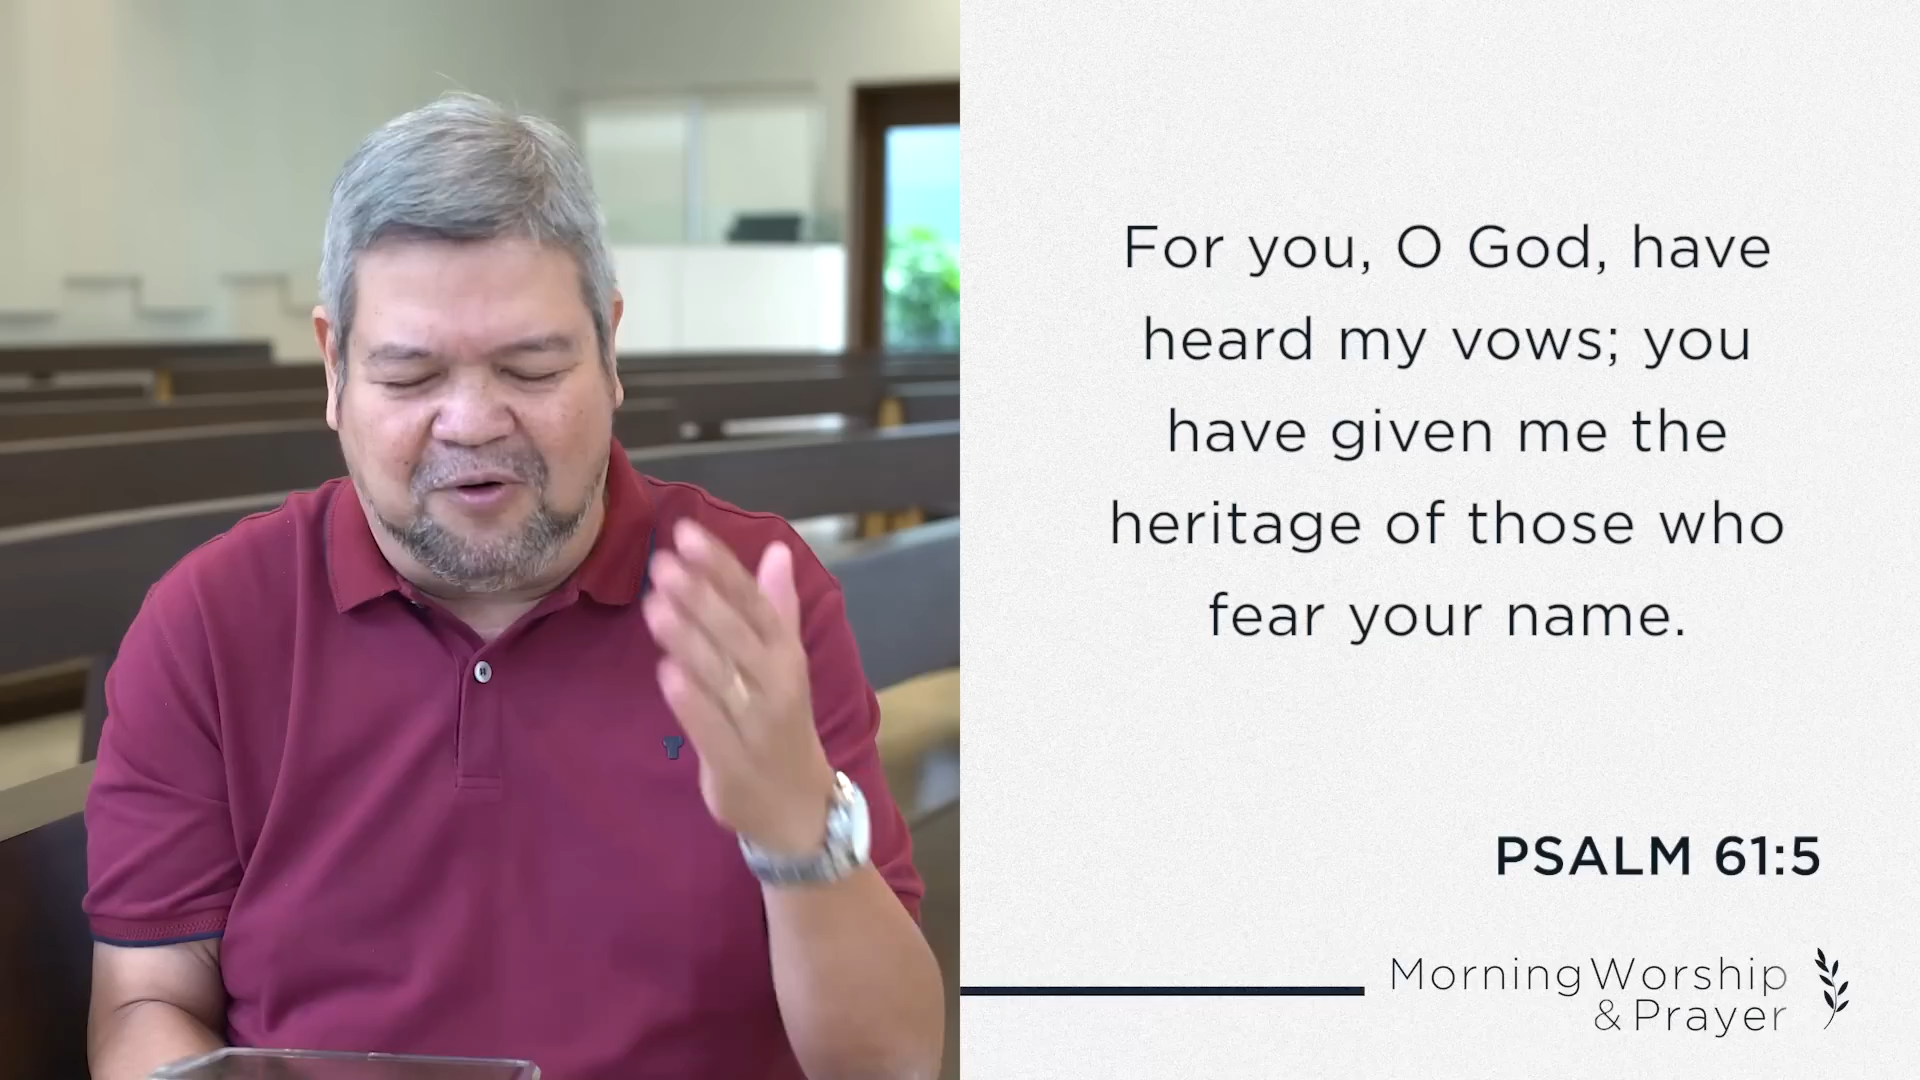 For you, O God, have
heard my vows; you
have given me the
heritage of those who
fear your name.
PSALM 61:5
Morning Worship
& Prayer